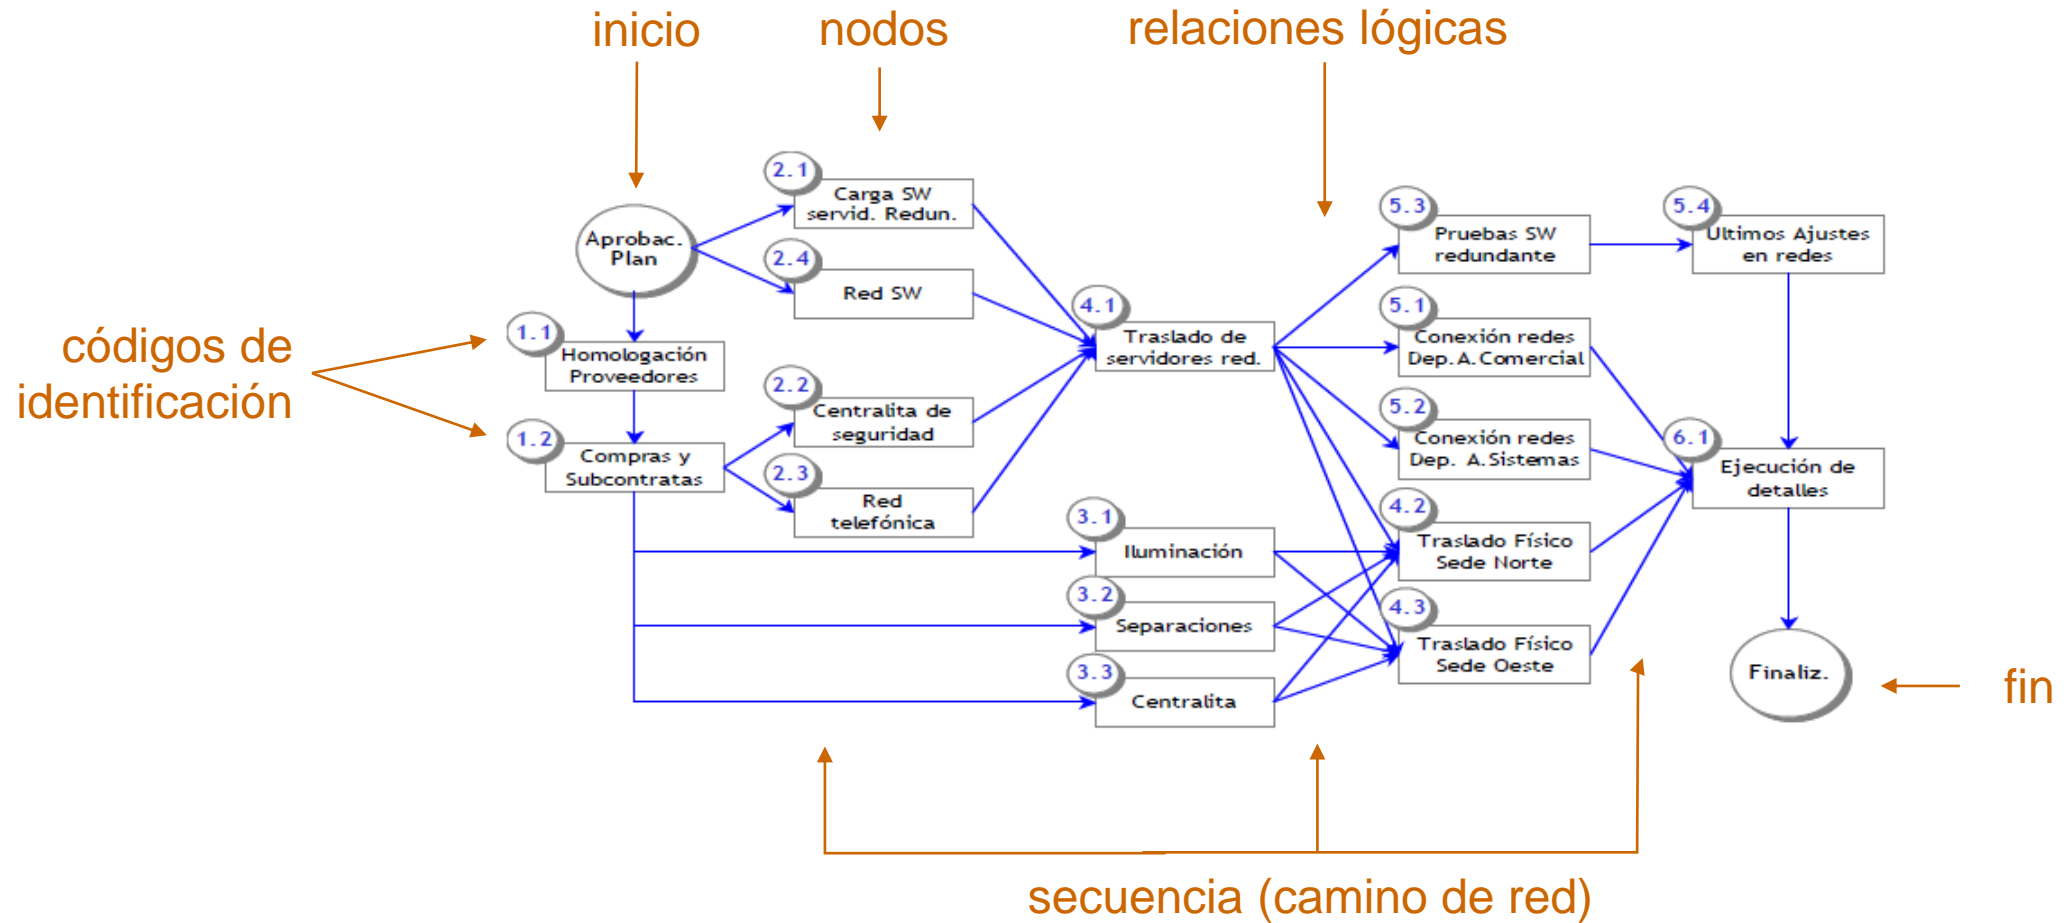 inicio
nodos
relaciones lógicas
códigos de
identificación
Aprobac.
Plan
1.1
Homologación
Proveedores
1.2
Compras y
Subcontratas
2.1
Carga SW
servid. Redun.
2.4
Red SW
2.2
Centralita de
seguridad
2.3
Red
telefónica
4.1
Traslado de
servidores red.
3.1
Iluminación
3.2
Separaciones
3.3
Centralita
5.3
Pruebas SW
redundante
5.1
Conexión redes
Dep.A.Comercial
5.2
Conexión redes
Dep. A.Sistemas
4.2
Traslado Físico
Sede Norte
4.3
Traslado Físico
Sede Oeste
5.4
Ultimos Ajustes
en redes
6.1
Ejecución de
detalles
Finaliz.
fin
secuencia (camino de red)